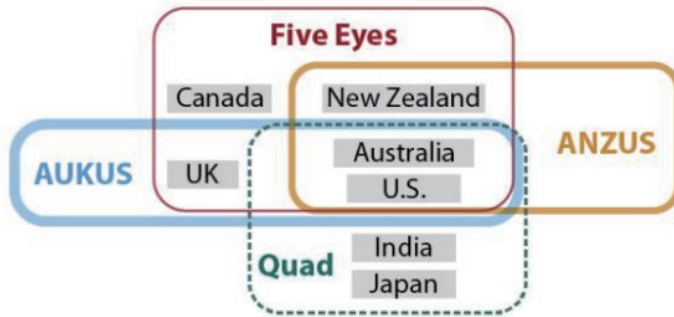 Five Eyes
Canada New Zealand
ANZUS
Australia
AUKUS UK
U.S.
India
Quad
Japan